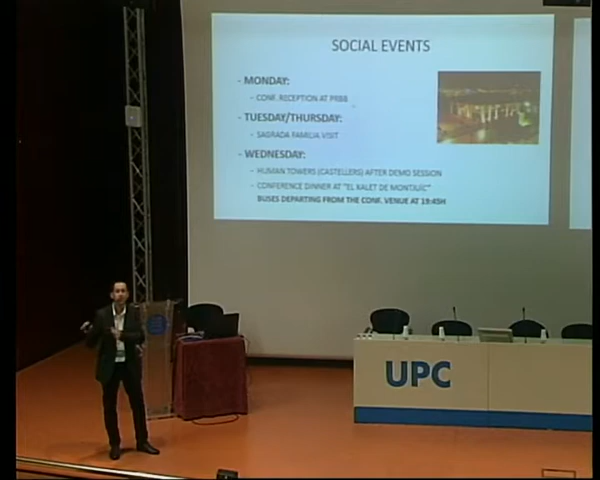 SOCIAL EVENTS
- MONDAY:
- CONF. RECEPTION AT PRBB
- TUESDAY/THURSDAY:
- SAGRADA FAMILIA VISIT
- WEDNESDAY:
- HUMAN TOWERS (CASTELLERS) AFTER DEMO SESSION
- CONFERENCE DINNER AT "EL XALET DE MONTJUÏC"
BUSES DEPARTING FROM THE CONF. VENUE AT 19:45H
UPC